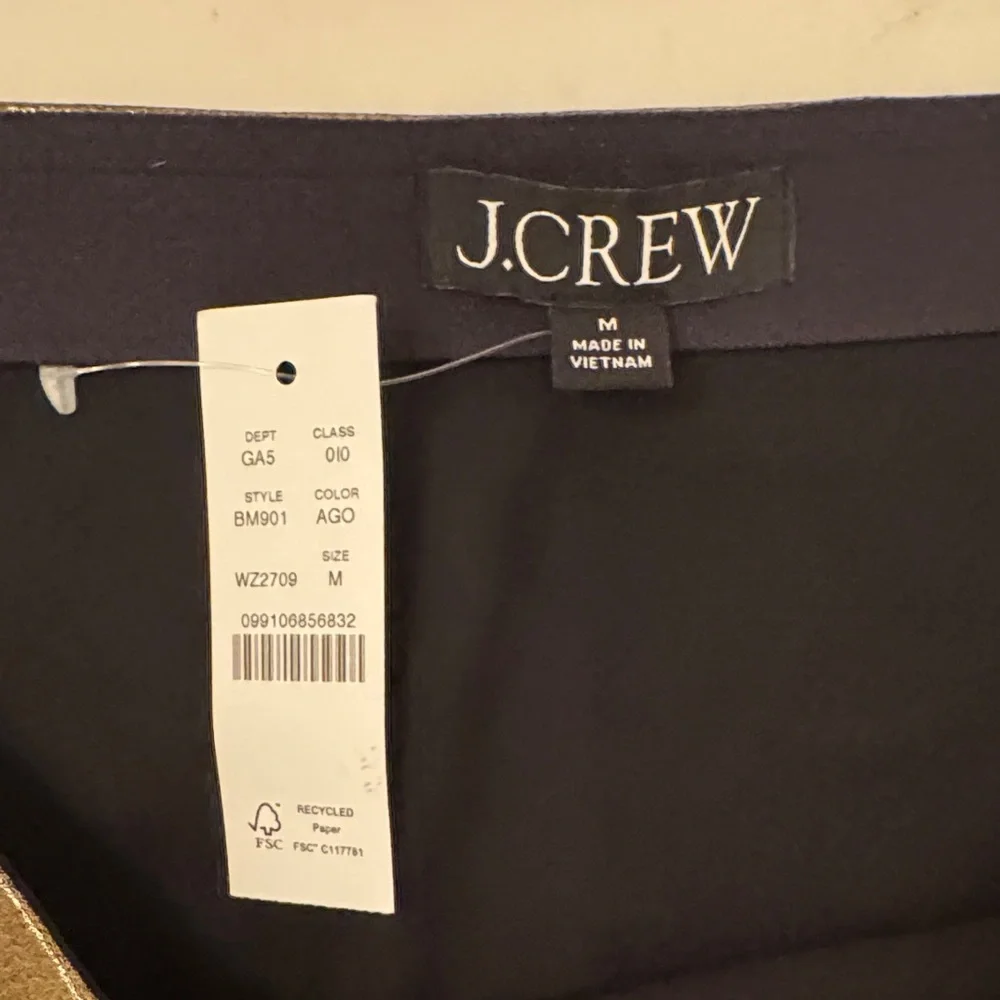 J.CREW
M
MADE IN
VIETNAM
DEPT CLASS
GA5 010
STYLE COLOR
BM901 AGO
SIZE
WZ2709 M
099106856832
RECYCLED
Paper
FSC FSC™ C117781